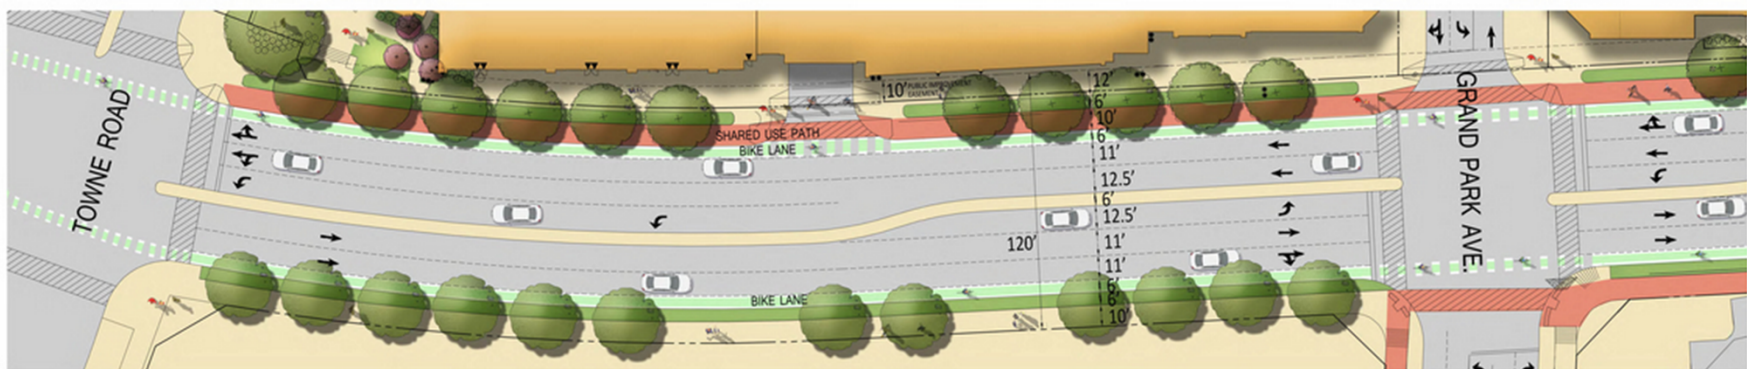 TOWNE ROAD
10' PUBLIC IMPROVEMENT
EASEMENT
SHARED USE PATH
BIKE LANE
12'
6'
10'
6'
11'
12.5'
6'
12.5'
11'
11'
6'
6'
10'
120'
BIKE LANE
GRAND PARK AVE.